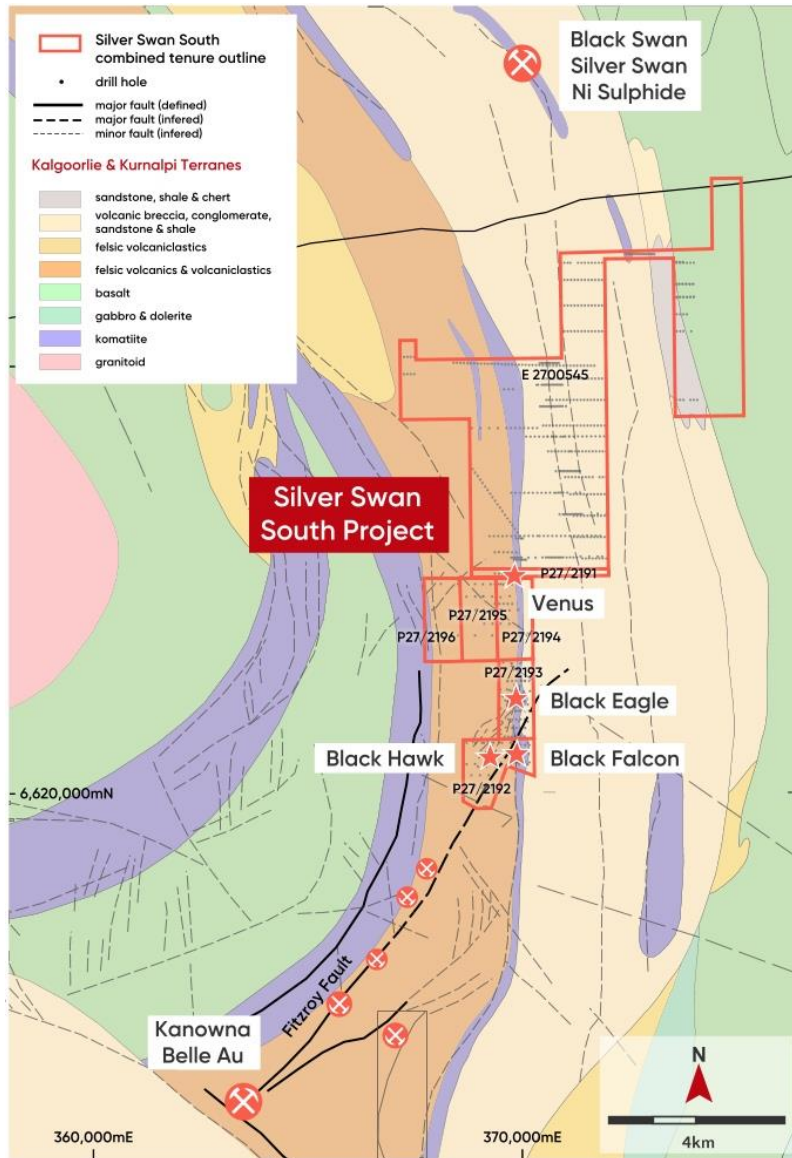 Silver Swan South
combined tenure outline
drill hole
major fault (defined)
major fault (infered)
minor fault (infered)
Kalgoorlie & Kurnalpi Terranes
sandstone, shale & chert
volcanic breccia, conglomerate,
sandstone & shale
felsic volcaniclastics
felsic volcanics & volcaniclastics
basalt
gabbro & dolerite
komatiite
granitoid
Black Swan
Silver Swan
Ni Sulphide
E 2700545
Silver Swan
South Project
P27/2191
Venus
P27/2195
P27/2196
P27/2194
P27/2193
Black Eagle
Black Hawk
Black Falcon
P27/2192
6,620,000mN
Fitzroy Fault
Kanowna
Belle Au
N
4km
360,000mE
370,000mE